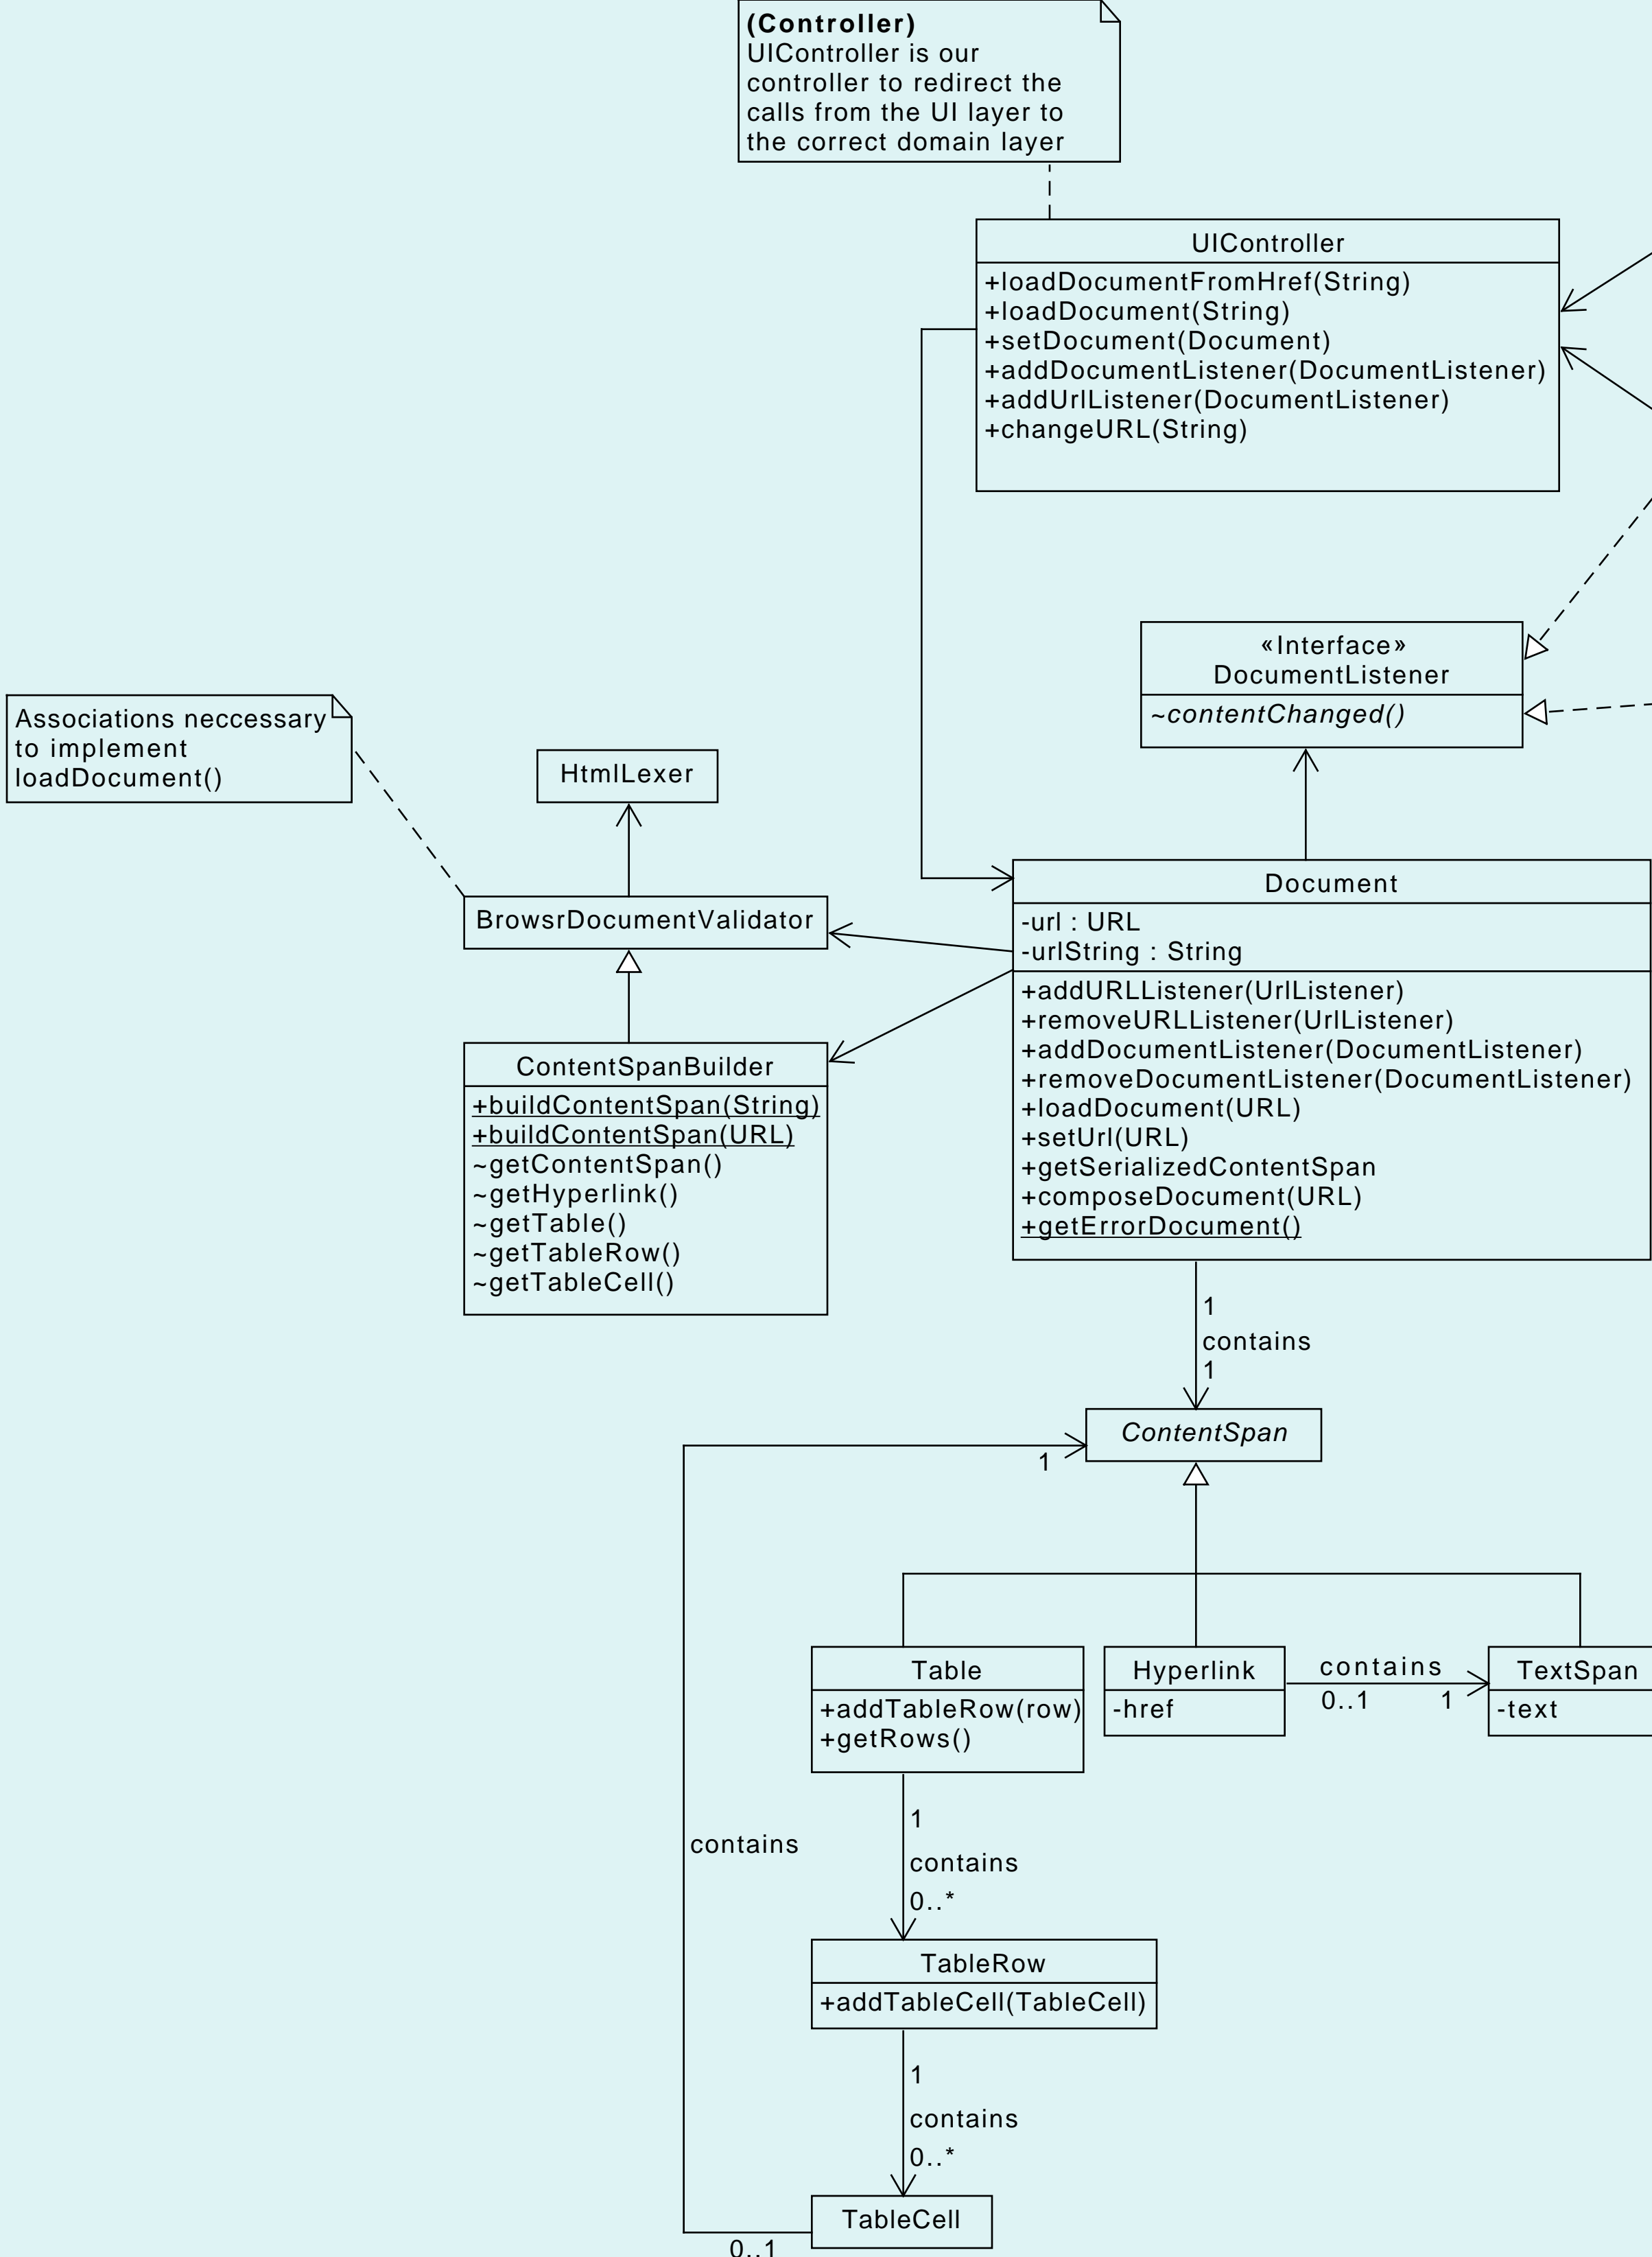 (Controller)
UIController is our
controller to redirect the
calls from the UI layer to
the correct domain layer
UIController
+loadDocumentFromHref(String)
+loadDocument(String)
+setDocument(Document)
+addDocumentListener(DocumentListener)
+addUrlListener(DocumentListener)
+changeURL(String)
«Interface»
DocumentListener
~contentChanged()
Associations neccessary
to implement
loadDocument()
HtmlLexer
BrowsrDocumentValidator
ContentSpanBuilder
+buildContentSpan(String)
+buildContentSpan(URL)
~getContentSpan()
~getHyperlink()
~getTable()
~getTableRow()
~getTableCell()
Document
-url : URL
-urlString : String
+addURLListener(UrlListener)
+removeURLListener(UrlListener)
+addDocumentListener(DocumentListener)
+removeDocumentListener(DocumentListener)
+loadDocument(URL)
+setUrl(URL)
+getSerializedContentSpan
+composeDocument(URL)
+getErrorDocument()
1
contains
1
ContentSpan
1
Table
+addTableRow(row)
+getRows()
Hyperlink
-href
contains
0..1 1
TextSpan
-text
1
contains
contains
0..*
TableRow
+addTableCell(TableCell)
1
contains
0..*
TableCell
0..1